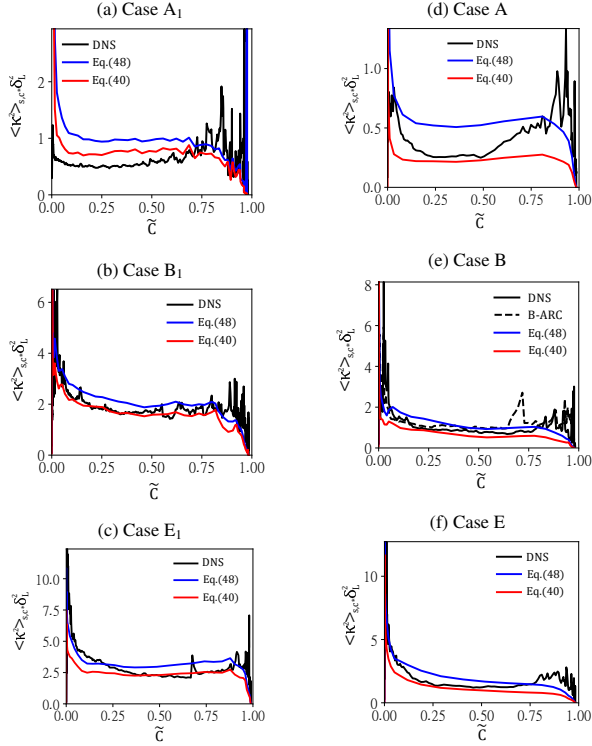 (a) Case A₁
<κ²>s,c*δL²
2
1
0
DNS
Eq.(48)
Eq.(40)
0.00 0.25 0.50 0.75 1.00
c̃
(d) Case A
<κ²>s,c*δL²
1.0
0.5
0.0
DNS
Eq.(48)
Eq.(40)
0.00 0.25 0.50 0.75 1.00
c̃
(b) Case B₁
<κ²>s,c*δL²
6
4
2
0
DNS
Eq.(48)
Eq.(40)
0.00 0.25 0.50 0.75 1.00
c̃
(e) Case B
<κ²>s,c*δL²
8
6
4
2
0
DNS
B-ARC
Eq.(48)
Eq.(40)
0.00 0.25 0.50 0.75 1.00
c̃
(c) Case E₁
<κ²>s,c*δL²
10.0
7.5
5.0
2.5
0.0
DNS
Eq.(48)
Eq.(40)
0.00 0.25 0.50 0.75 1.00
c̃
(f) Case E
<κ²>s,c*δL²
10
5
0
DNS
Eq.(48)
Eq.(40)
0.00 0.25 0.50 0.75 1.00
c̃